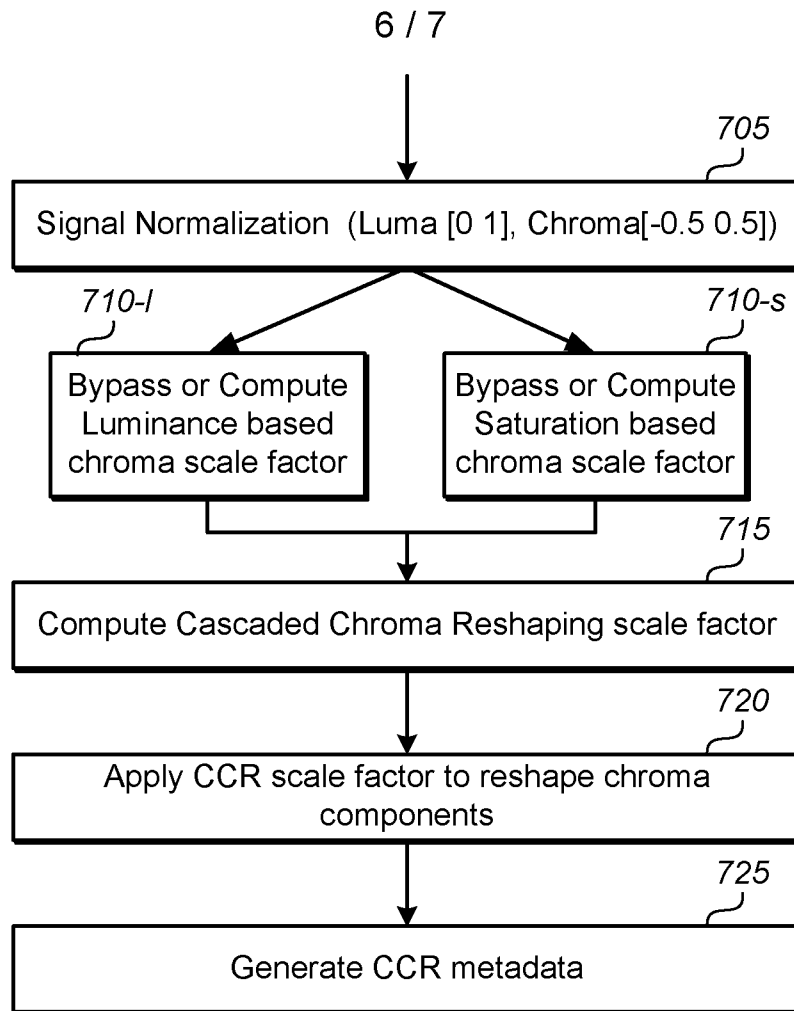 6 / 7
705
Signal Normalization (Luma [0 1], Chroma[-0.5 0.5])
710-l
710-s
Bypass or Compute
Luminance based
chroma scale factor
Bypass or Compute
Saturation based
chroma scale factor
715
Compute Cascaded Chroma Reshaping scale factor
720
Apply CCR scale factor to reshape chroma
components
725
Generate CCR metadata